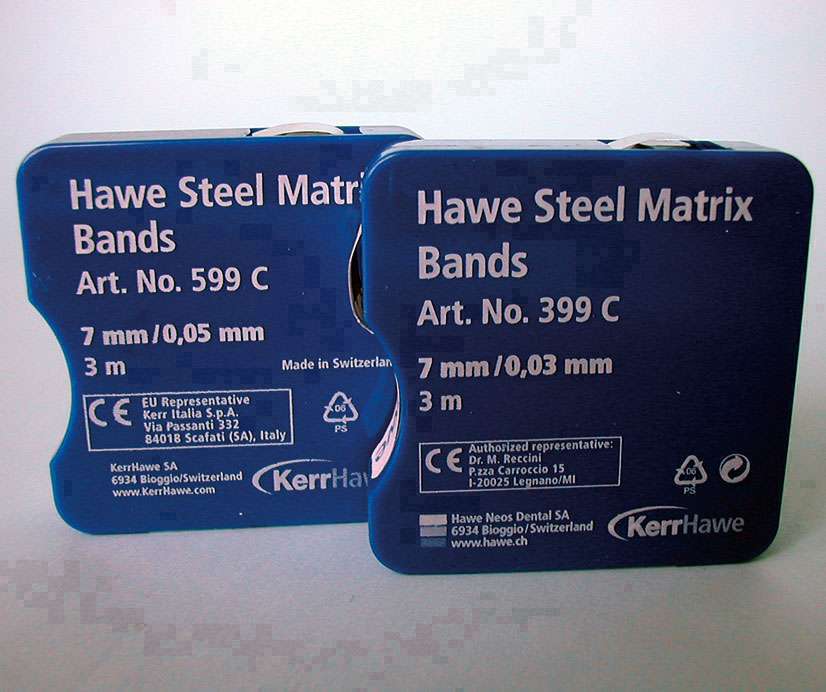 Hawe Steel Matri
Bands
Art. No. 599 C
7 mm/0,05 mm
3 m
Made in Switzerlan
CE
EU Representative
Kerr Italia S.p.A.
Via Passanti 332
84018 Scafati (SA), Italy
06
PS
KerrHawe SA
6934 Bioggio/Switzerland
www.KerrHawe.com
KerrHaw
Hawe Steel Matrix
Bands
Art. No. 399 C
7 mm/0,03 mm
3 m
CE
Authorized representative:
Dr. M. Reccini
P.zza Carroccio 15
I-20025 Legnano/MI
06
PS
Hawe Neos Dental SA
6934 Bioggio/Switzerland
www.hawe.ch
KerrHawe